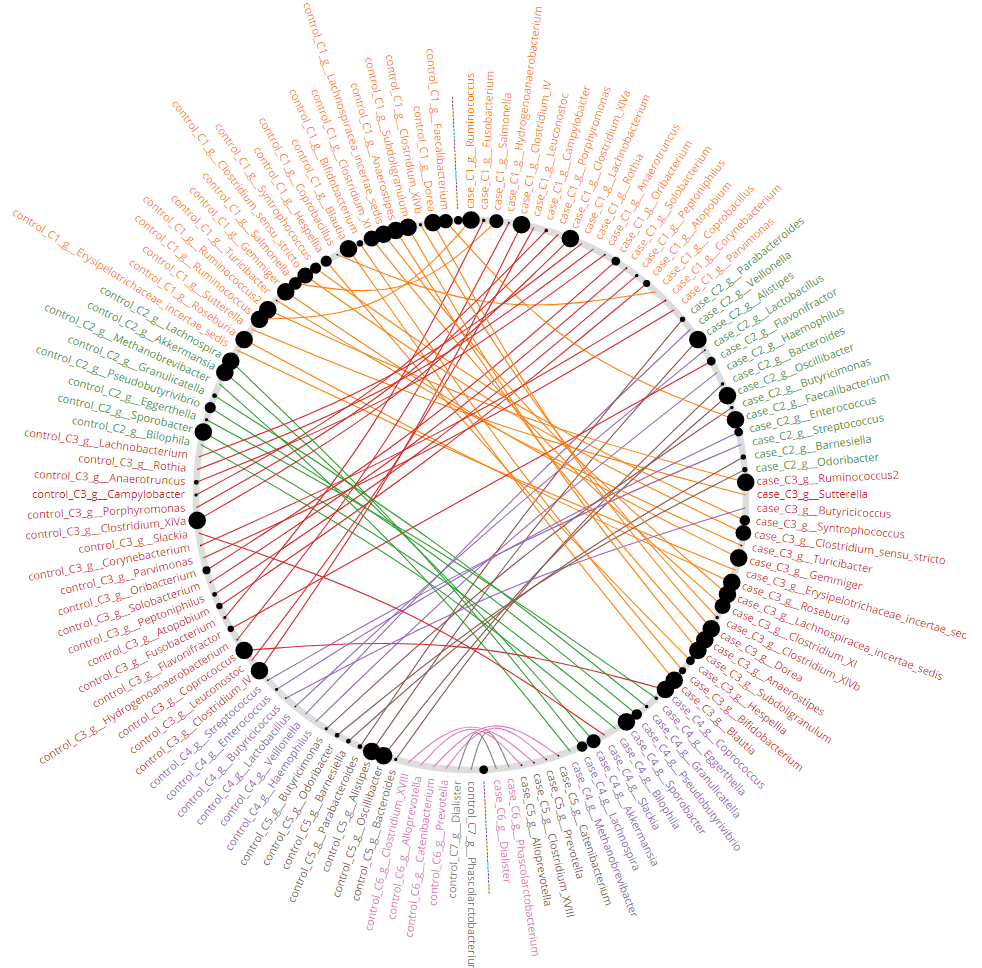 control_C1_g__Faecalibacterium
control_C1_g__Dorea
control_C1_g__Clostridium_XlVb
control_C1_g__Subdoligranulum
control_C1_g__Anaerostipes
control_C1_g__Lachnospiracea_incertae_sedis
control_C1_g__Clostridium_XI
control_C1_g__Blautia
control_C1_g__Bifidobacterium
control_C1_g__Coprobacillus
control_C1_g__Hespellia
control_C1_g__Syntrophococcus
control_C1_g__Clostridium_sensu_stricto
control_C1_g__Salmonella
control_C1_g__Gemmiger
control_C1_g__Turicibacter
control_C1_g__Ruminococcus2
control_C1_g__Ruminococcus
control_C1_g__Sutterella
control_C1_g__Roseburia
control_C1_g__Erysipelotrichaceae_incertae_sedis
control_C2_g__Lachnospira
control_C2_g__Akkermansia
control_C2_g__Methanobrevibacter
control_C2_g__Granulicatella
control_C2_g__Pseudobutyrivibrio
control_C2_g__Eggerthella
control_C2_g__Sporobacter
control_C2_g__Bilophila
control_C3_g__Lachnobacterium
control_C3_g__Rothia
control_C3_g__Anaerotruncus
control_C3_g__Campylobacter
control_C3_g__Porphyromonas
control_C3_g__Clostridium_XlVa
control_C3_g__Slackia
control_C3_g__Corynebacterium
control_C3_g__Parvimonas
control_C3_g__Oribacterium
control_C3_g__Solobacterium
control_C3_g__Peptoniphilus
control_C3_g__Atopobium
control_C3_g__Fusobacterium
control_C3_g__Flavonifractor
control_C3_g__Hydrogenoanaerobacterium
control_C3_g__Coprococcus
control_C3_g__Leuconostoc
control_C3_g__Clostridium_IV
control_C4_g__Streptococcus
control_C4_g__Enterococcus
control_C4_g__Butyricicoccus
control_C4_g__Lactobacillus
control_C4_g__Veillonella
control_C4_g__Haemophilus
control_C5_g__Butyricimonas
control_C5_g__Odoribacter
control_C5_g__Barnesiella
control_C5_g__Parabacteroides
control_C5_g__Alistipes
control_C5_g__Oscillibacter
control_C5_g__Bacteroides
control_C6_g__Clostridium_XVIII
control_C6_g__Alloprevotella
control_C6_g__Catenibacterium
control_C6_g__Prevotella
control_C7_g__Dialister
control_C7_g__Phascolarctobacteriur
case_C1_g__Ruminococcus
case_C1_g__Fusobacterium
case_C1_g__Salmonella
case_C1_g__Hydrogenoanaerobacterium
case_C1_g__Clostridium_IV
case_C1_g__Leuconostoc
case_C1_g__Campylobacter
case_C1_g__Porphyromonas
case_C1_g__Clostridium_XlVa
case_C1_g__Lachnobacterium
case_C1_g__Rothia
case_C1_g__Anaerotruncus
case_C1_g__Oribacterium
case_C1_g__Solobacterium
case_C1_g__Peptoniphilus
case_C1_g__Atopobium
case_C1_g__Coprobacillus
case_C1_g__Corynebacterium
case_C1_g__Parvimonas
case_C2_g__Parabacteroides
case_C2_g__Veillonella
case_C2_g__Alistipes
case_C2_g__Lactobacillus
case_C2_g__Flavonifractor
case_C2_g__Haemophilus
case_C2_g__Bacteroides
case_C2_g__Oscillibacter
case_C2_g__Butyricimonas
case_C2_g__Faecalibacterium
case_C2_g__Enterococcus
case_C2_g__Streptococcus
case_C2_g__Barnesiella
case_C2_g__Odoribacter
case_C3_g__Ruminococcus2
case_C3_g__Sutterella
case_C3_g__Butyricicoccus
case_C3_g__Syntrophococcus
case_C3_g__Clostridium_sensu_stricto
case_C3_g__Turicibacter
case_C3_g__Gemmiger
case_C3_g__Erysipelotrichaceae_incertae_sec
case_C3_g__Roseburia
case_C3_g__Lachnospiracea_incertae_sedis
case_C3_g__Clostridium_XI
case_C3_g__Clostridium_XlVb
case_C3_g__Dorea
case_C3_g__Anaerostipes
case_C3_g__Subdoligranulum
case_C3_g__Hespellia
case_C3_g__Bifidobacterium
case_C3_g__Blautia
case_C4_g__Coprococcus
case_C4_g__Granulicatella
case_C4_g__Eggerthella
case_C4_g__Pseudobutyrivibrio
case_C4_g__Sporobacter
case_C4_g__Bilophila
case_C4_g__Slackia
case_C4_g__Akkermansia
case_C4_g__Lachnospira
case_C4_g__Methanobrevibacter
case_C5_g__Catenibacterium
case_C5_g__Prevotella
case_C5_g__Clostridium_XVIII
case_C5_g__Alloprevotella
case_C6_g__Phascolarctobacterium
case_C6_g__Dialister